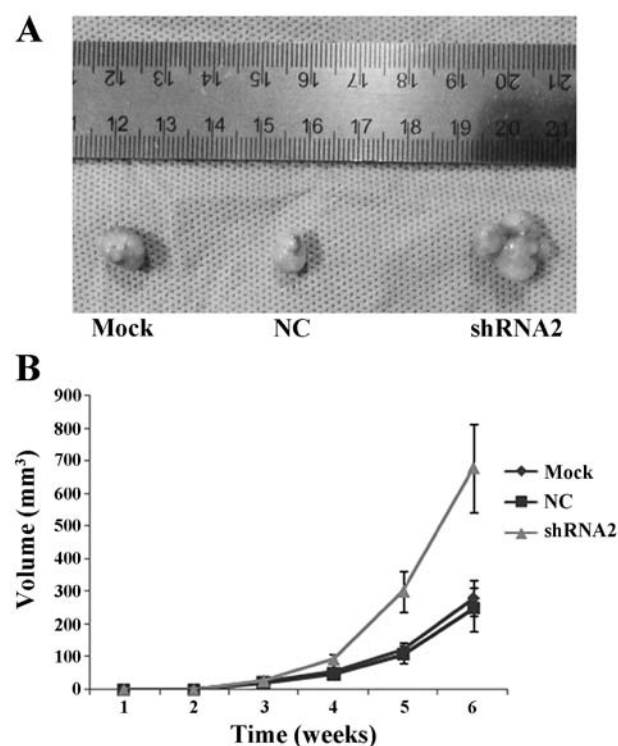 A
12 13 14 15 16 17 18 19 20 21
1 12 13 14 15 16 17 18 19 20 21
Mock NC shRNA2
B
900
800
700
600
500
400
300
200
100
0
Volume (mm³)
1 2 3 4 5 6
Time (weeks)
Mock
NC
shRNA2